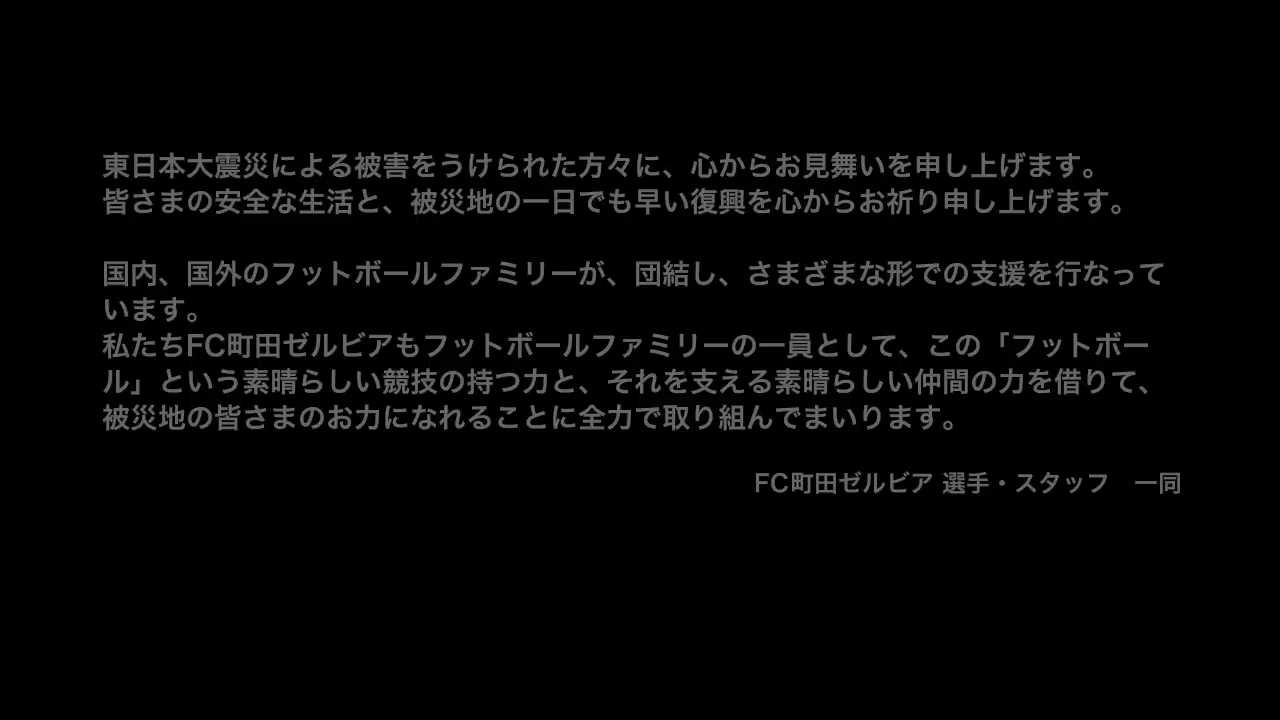 東日本大震災による被害をうけられた方々に、心からお見舞いを申し上げます。
皆さまの安全な生活と、被災地の一日でも早い復興を心からお祈り申し上げます。
国内、国外のフットボールファミリーが、団結し、さまざまな形での支援を行なって
います。
私たちFC町田ゼルビアもフットボールファミリーの一員として、この「フットボー
ル」という素晴らしい競技の持つ力と、それを支える素晴らしい仲間の力を借りて、
被災地の皆さまのお力になれることに全力で取り組んでまいります。
FC町田ゼルビア 選手・スタッフ　一同